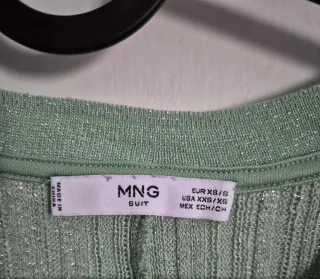 MADE IN
CHINA
MNG
SUIT
EUR XS/S
USA XXS/XS
MEX ECH/CH